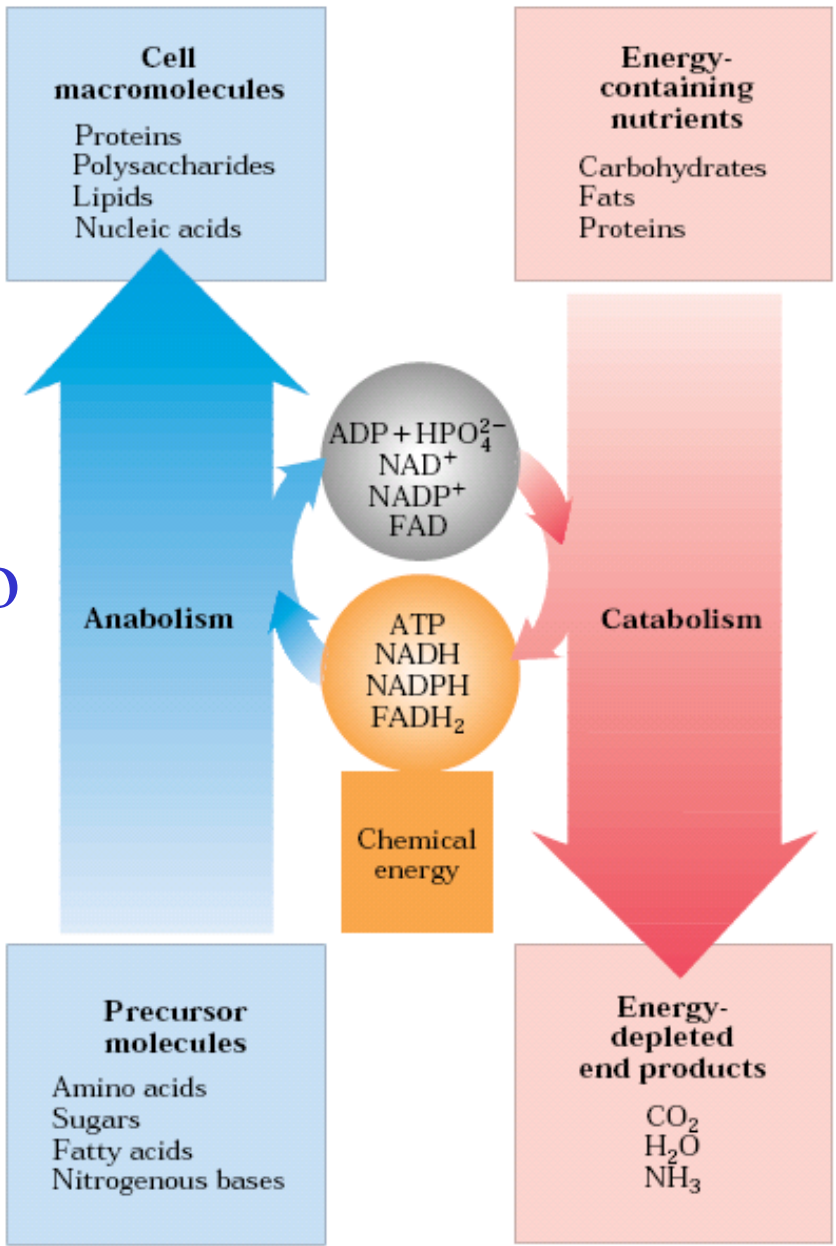 Cell
macromolecules
Proteins
Polysaccharides
Lipids
Nucleic acids
Energy-
containing
nutrients
Carbohydrates
Fats
Proteins
ADP + HPO₄²⁻
NAD⁺
NADP⁺
FAD
o
Anabolism
ATP
NADH
NADPH
FADH₂
Catabolism
Chemical
energy
Precursor
molecules
Amino acids
Sugars
Fatty acids
Nitrogenous bases
Energy-
depleted
end products
CO₂
H₂O
NH₃